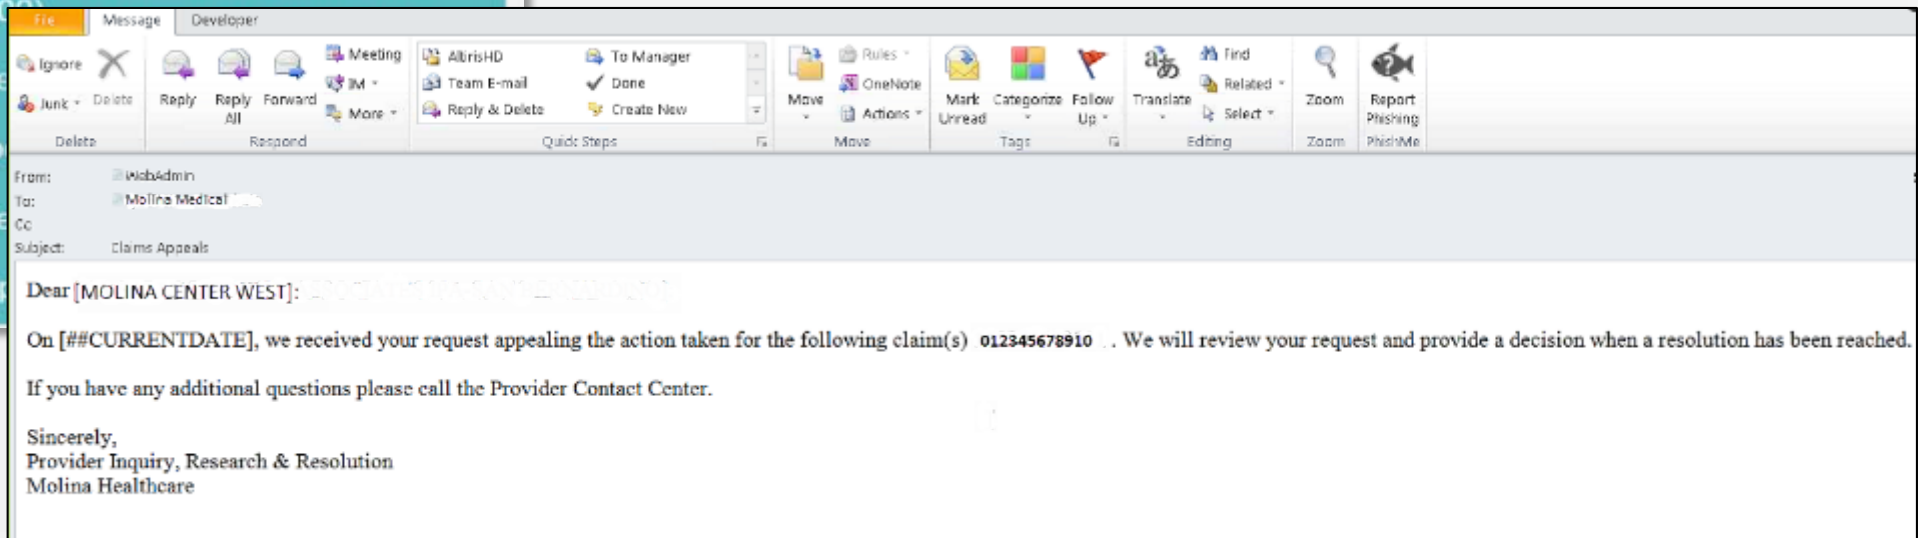 File Message Developer
Ignore
Junk
Delete
Reply
Reply All
Forward
Meeting
IM
More
AltirisHD To Manager
Team E-mail Done
Reply & Delete Create New
Move
Rules
OneNote
Actions
Mark Unread
Categorize
Follow Up
Translate
Find
Related
Select
Zoom
Report Phishing
Delete Respond Quick Steps Move Tags Editing Zoom PhishMe
From: WebAdmin
To: Molina Medical
Cc
Subject: Claims Appeals
Dear [MOLINA CENTER WEST]:
On [##CURRENTDATE], we received your request appealing the action taken for the following claim(s) 012345678910 . We will review your request and provide a decision when a resolution has been reached.
If you have any additional questions please call the Provider Contact Center.
Sincerely,
Provider Inquiry, Research & Resolution
Molina Healthcare